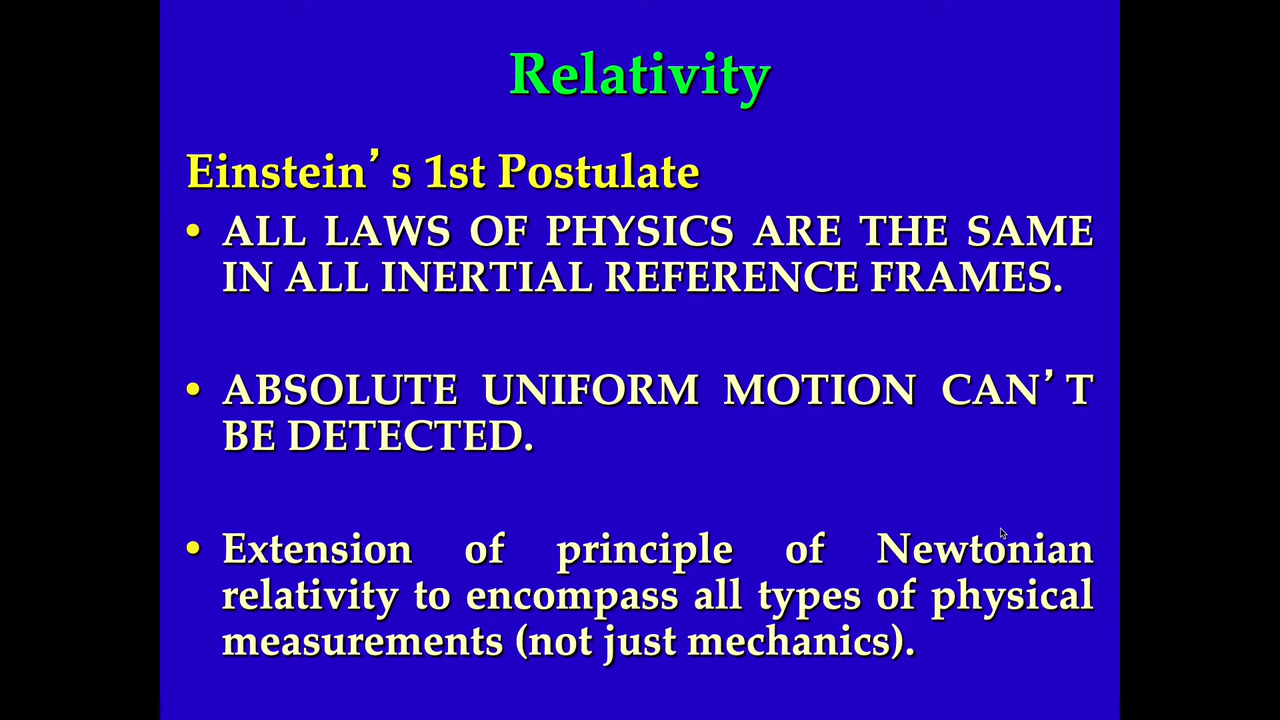 Relativity
Einstein’s 1st Postulate
• ALL LAWS OF PHYSICS ARE THE SAME
IN ALL INERTIAL REFERENCE FRAMES.
• ABSOLUTE UNIFORM MOTION CAN’T
BE DETECTED.
• Extension of principle of Newtonian
relativity to encompass all types of physical
measurements (not just mechanics).